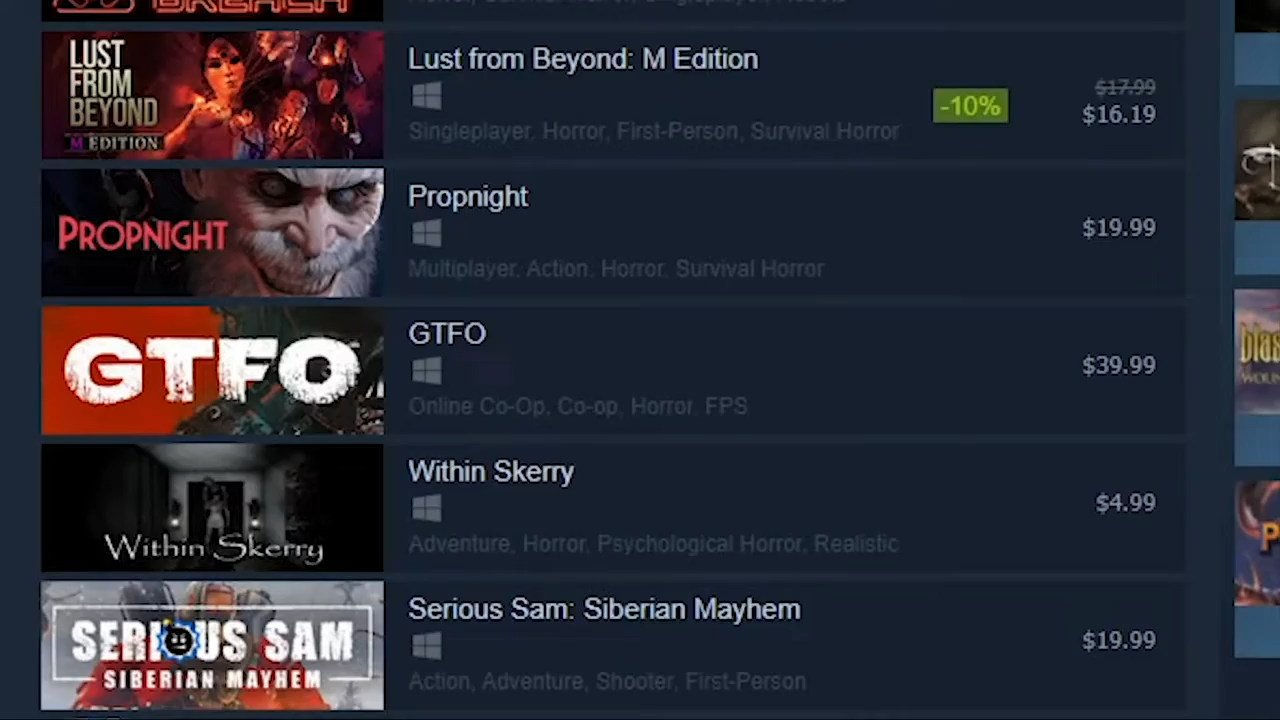 BREACH
LUST
FROM
BEYOND
M EDITION
Lust from Beyond: M Edition
Singleplayer, Horror, First-Person, Survival Horror
-10%
$17.99
$16.19
PROPNIGHT
Propnight
Multiplayer, Action, Horror, Survival Horror
$19.99
GTFO
GTFO
Online Co-Op, Co-op, Horror, FPS
$39.99
Within Skerry
Within Skerry
Adventure, Horror, Psychological Horror, Realistic
$4.99
SERIOUS SAM
SIBERIAN MAYHEM
Serious Sam: Siberian Mayhem
Action, Adventure, Shooter, First-Person
$19.99